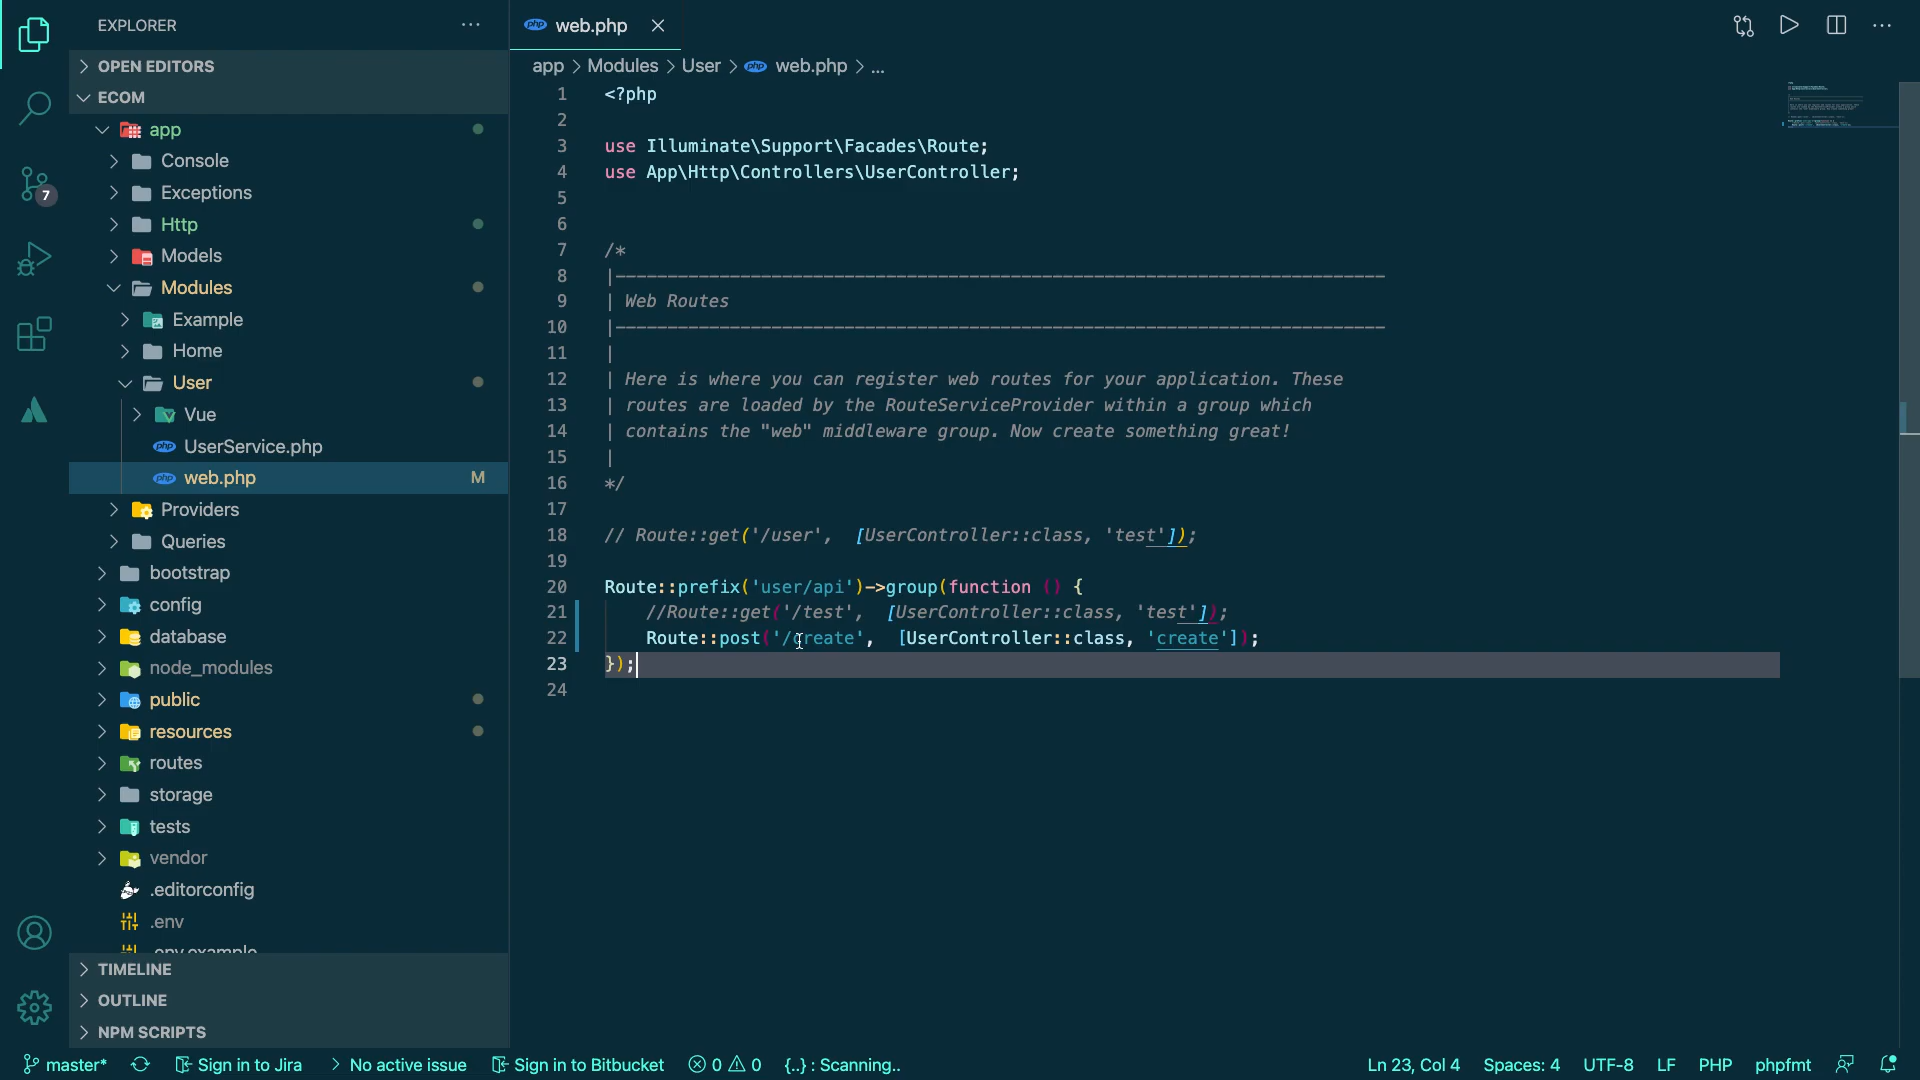 EXPLORER
OPEN EDITORS
ECOM
app
Console
Exceptions
Http
Models
Modules
Example
Home
User
Vue
UserService.php
web.php M
Providers
Queries
bootstrap
config
database
node_modules
public
resources
routes
storage
tests
vendor
.editorconfig
.env
.env.example
TIMELINE
OUTLINE
NPM SCRIPTS
7
php web.php
app > Modules > User > php web.php > ...
1 <?php
2
3 use Illuminate\Support\Facades\Route;
4 use App\Http\Controllers\UserController;
5
6
7 /*
8 |--------------------------------------------------------------------------
9 | Web Routes
10 |--------------------------------------------------------------------------
11 |
12 | Here is where you can register web routes for your application. These
13 | routes are loaded by the RouteServiceProvider within a group which
14 | contains the "web" middleware group. Now create something great!
15 |
16 */
17
18 // Route::get('/user',  [UserController::class, 'test']);
19
20 Route::prefix('user/api')->group(function () {
21     //Route::get('/test',  [UserController::class, 'test']);
22     Route::post('/create',  [UserController::class, 'create']);
23 });
24
master* Sign in to Jira > No active issue Sign in to Bitbucket 0 0 {..} : Scanning.. Ln 23, Col 4 Spaces: 4 UTF-8 LF PHP phpfmt